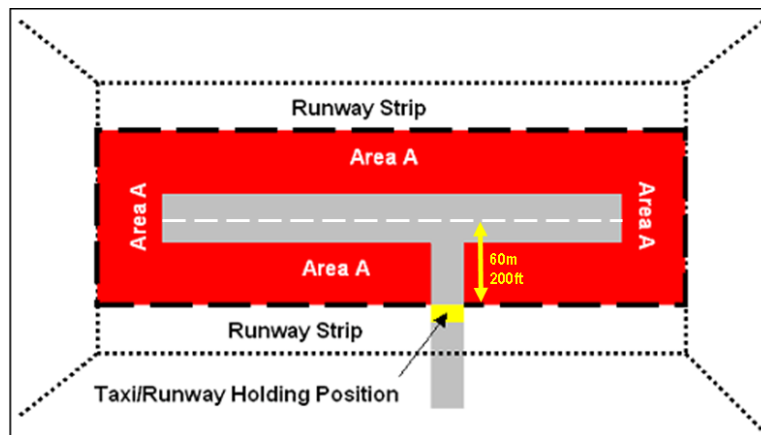 Runway Strip
Area A
Area A
Area A
60m
200ft
Area A
Runway Strip
Taxi/Runway Holding Position